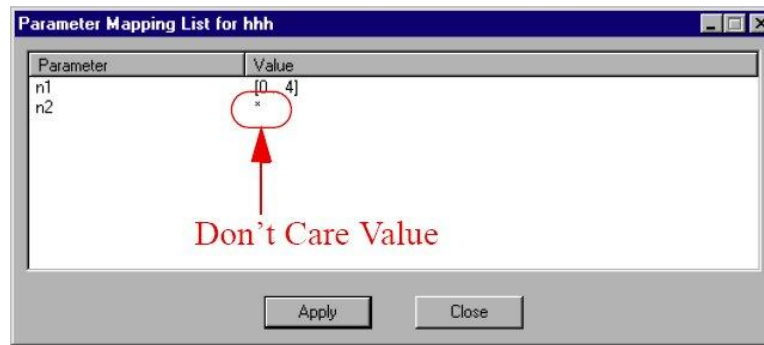 Parameter Mapping List for hhh
Parameter Value
n1 [0 , 4]
n2 *
Don't Care Value
Apply Close